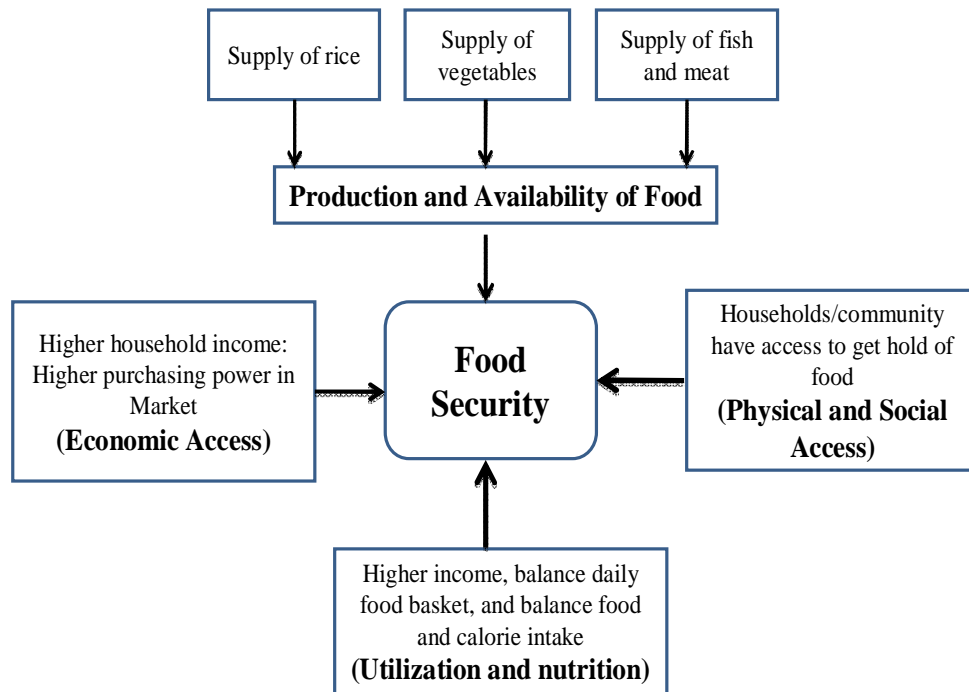 Supply of rice
Supply of
vegetables
Supply of fish
and meat
Production and Availability of Food
Higher household income:
Higher purchasing power in
Market
(Economic Access)
Food
Security
Households/community
have access to get hold of
food
(Physical and Social
Access)
Higher income, balance daily
food basket, and balance food
and calorie intake
(Utilization and nutrition)